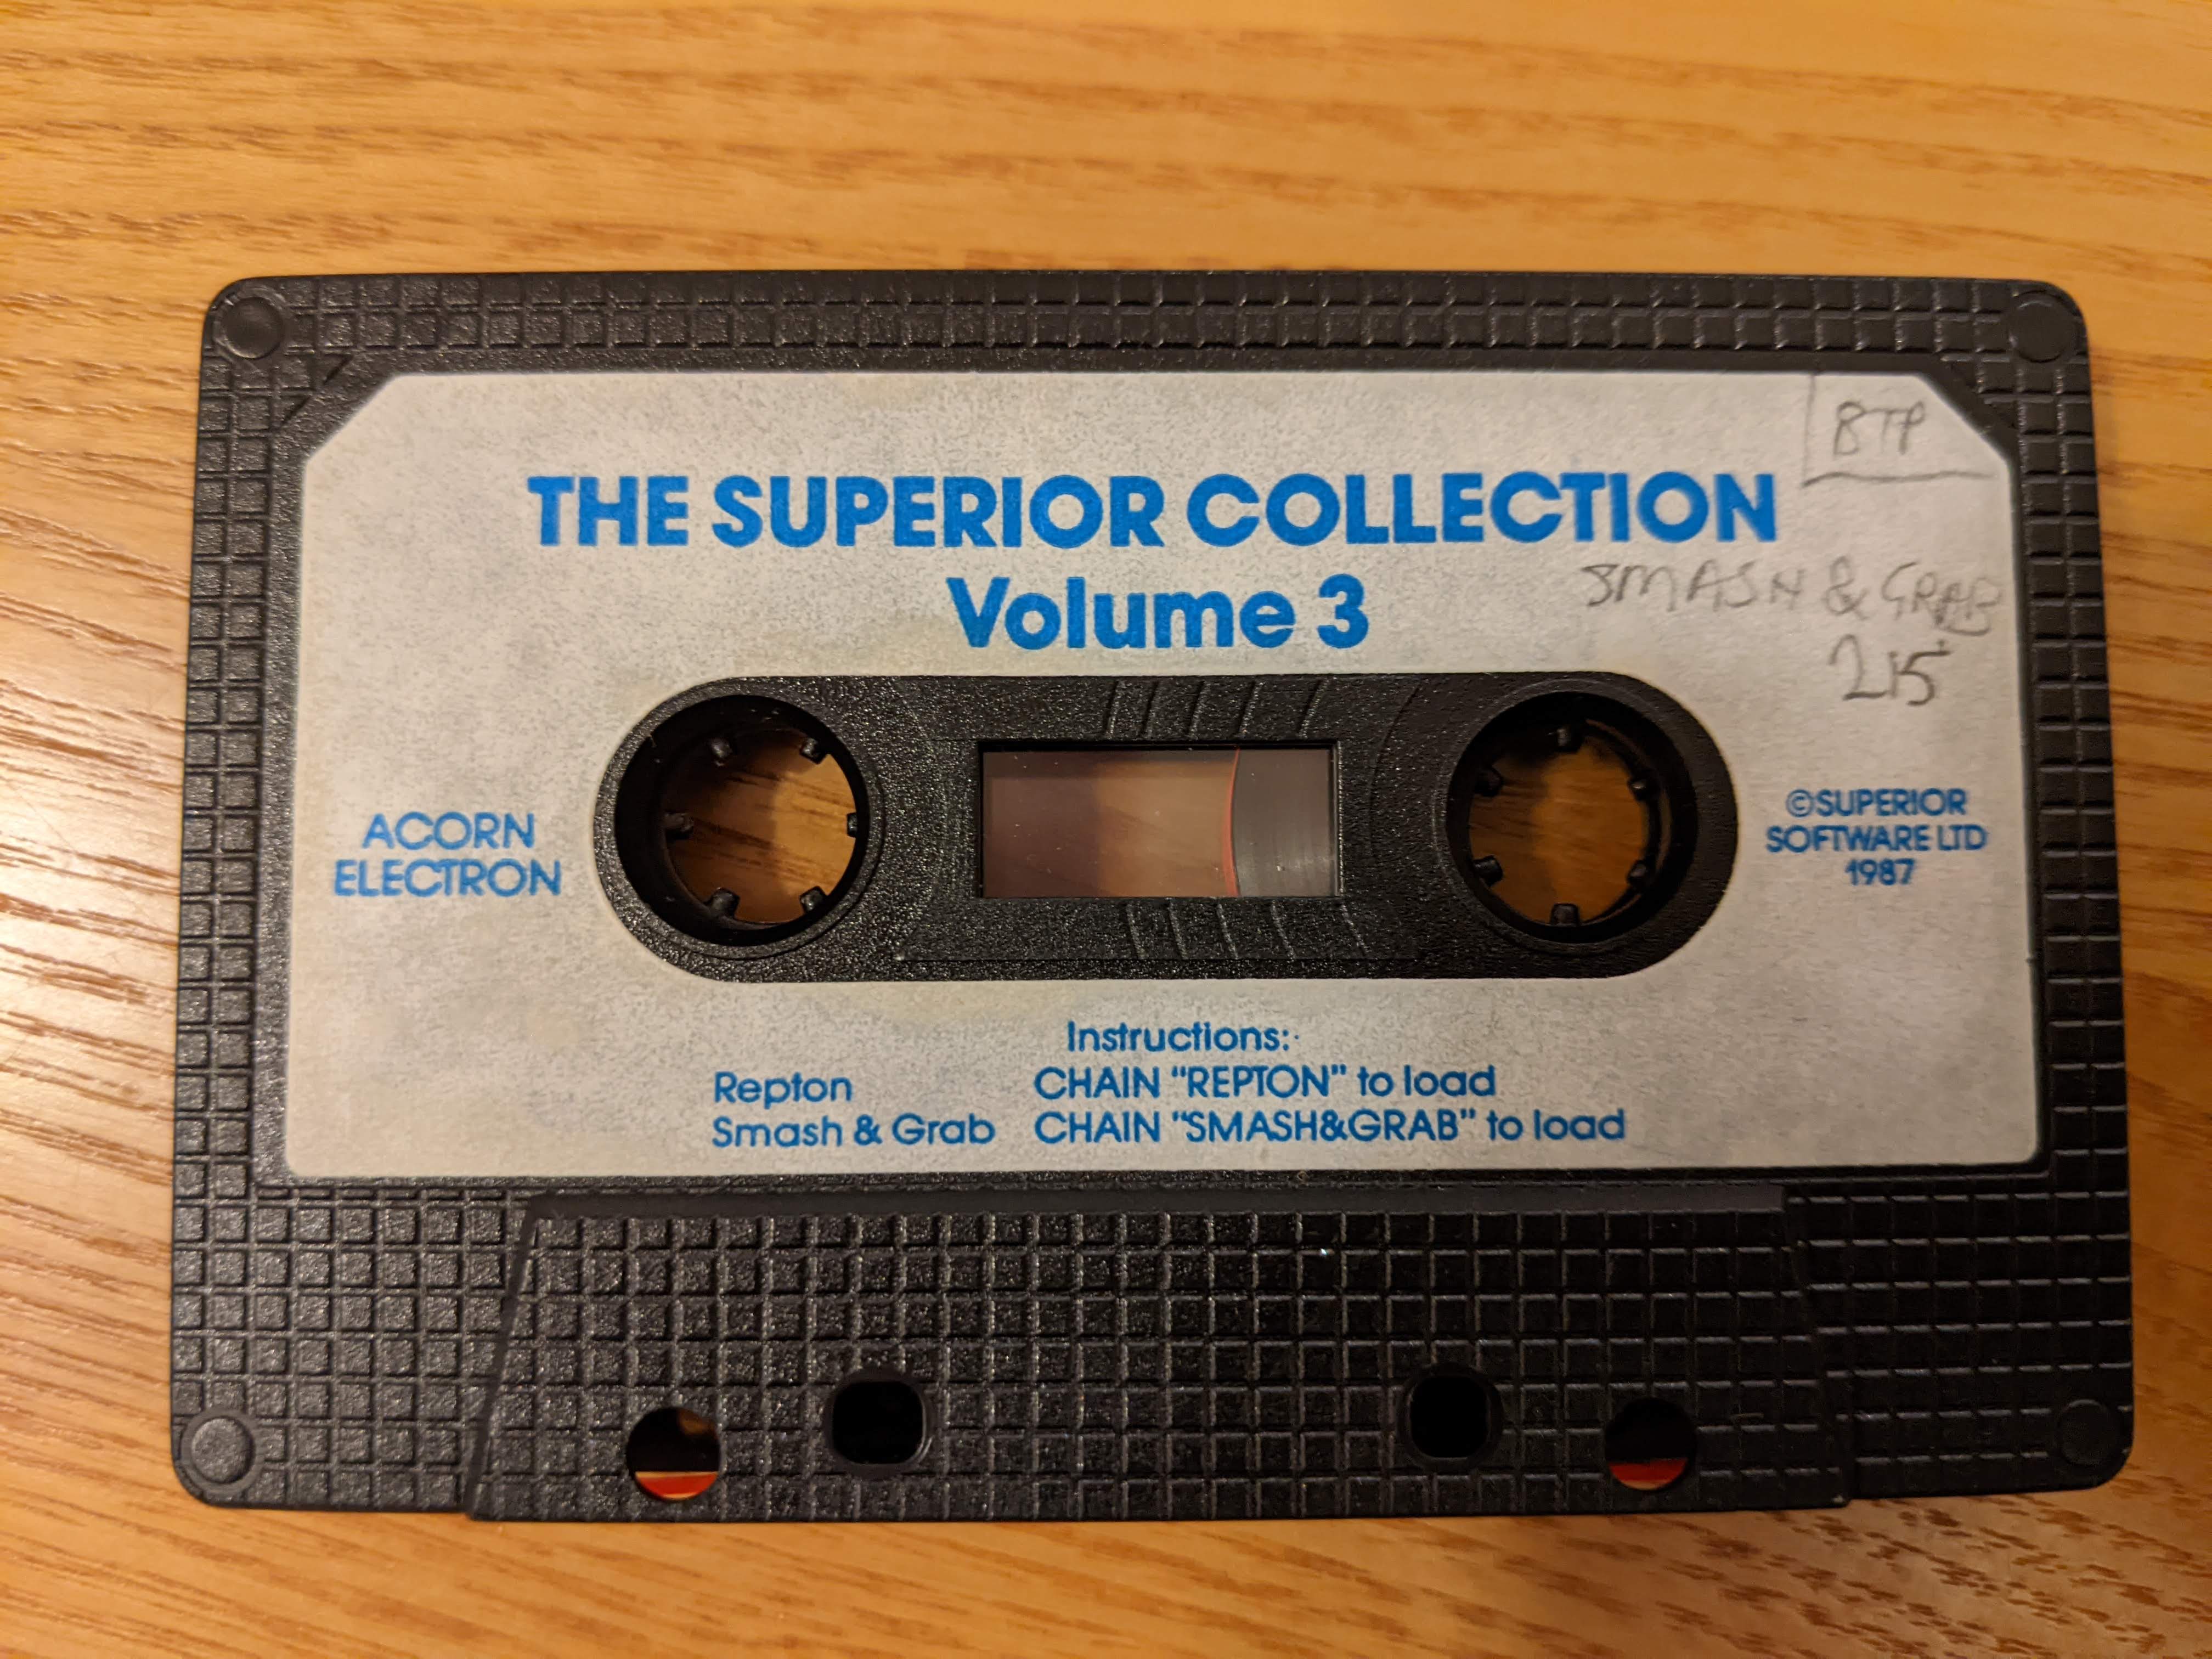 BTP
THE SUPERIOR COLLECTION
Volume 3
SMASH & GRAB
215
ACORN
ELECTRON
©SUPERIOR
SOFTWARE LTD
1987
Instructions:-
Repton CHAIN "REPTON" to load
Smash & Grab CHAIN "SMASH&GRAB" to load